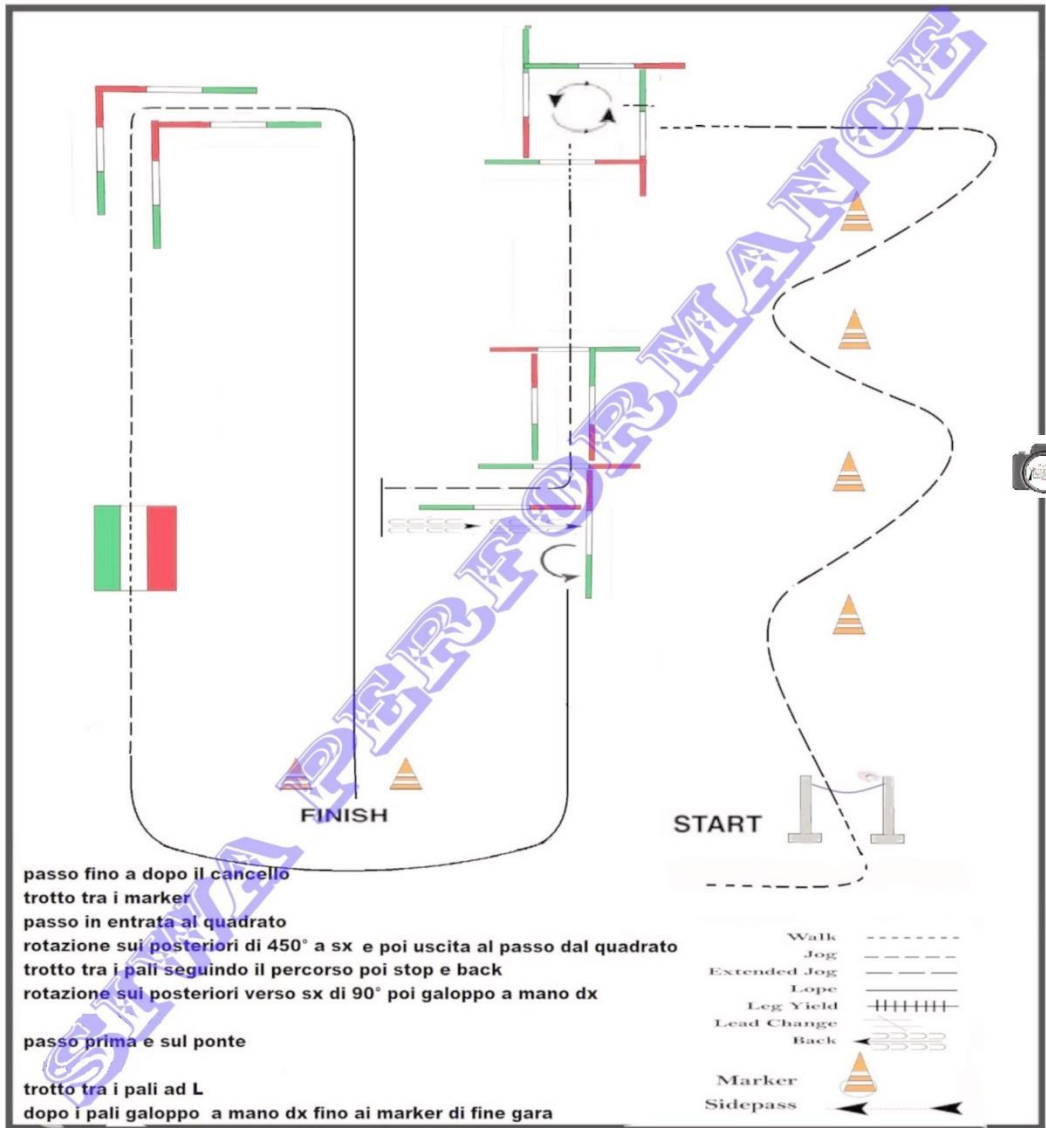 SIWA PERFORMANCE
FINISH
START
passo fino a dopo il cancello
trotto tra i marker
passo in entrata al quadrato
rotazione sui posteriori di 450° a sx e poi uscita al passo dal quadrato
trotto tra i pali seguendo il percorso poi stop e back
rotazione sui posteriori verso sx di 90° poi galoppo a mano dx
passo prima e sul ponte
trotto tra i pali ad L
dopo i pali galoppo a mano dx fino ai marker di fine gara
Walk
Jog
Extended Jog
Lope
Leg Yield
Lead Change
Back
Marker
Sidepass